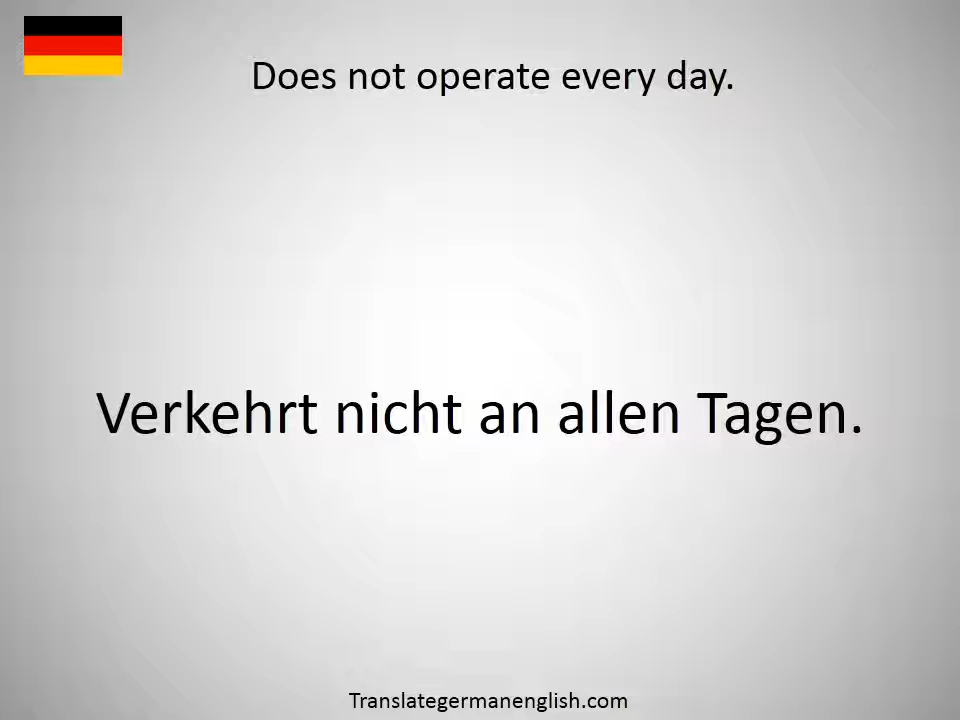 Does not operate every day.
Verkehrt nicht an allen Tagen.
Translategermanenglish.com